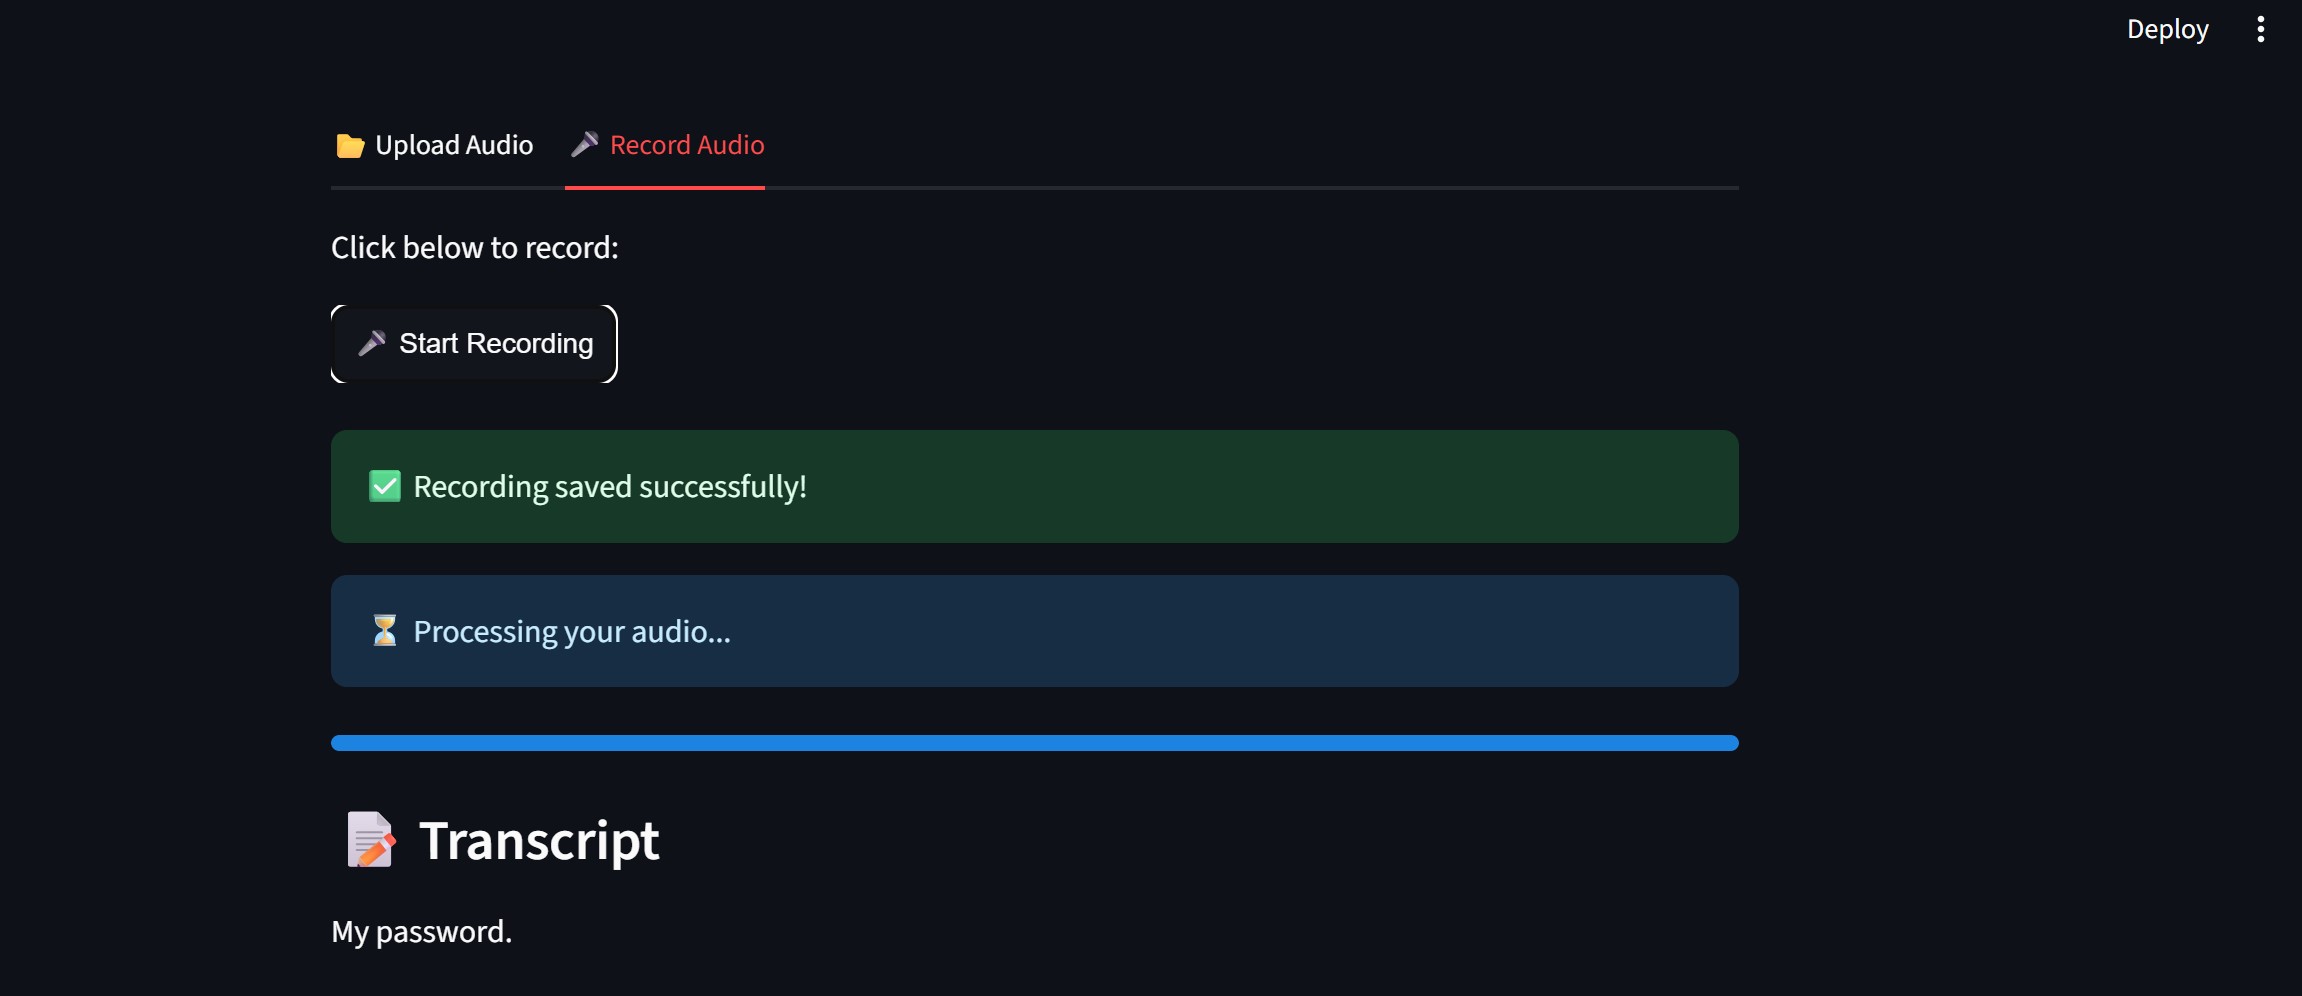 Deploy
Upload Audio
Record Audio
Click below to record:
Start Recording
Recording saved successfully!
Processing your audio...
Transcript
My password.